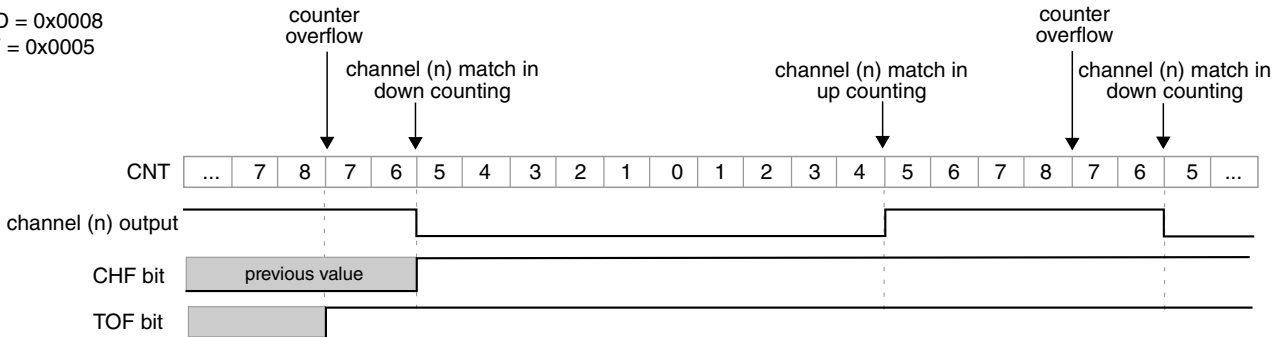 = 0x0008
= 0x0005
counter
overflow
channel (n) match in
down counting
channel (n) match in
up counting
counter
overflow
channel (n) match in
down counting
CNT ... 7 8 7 6 5 4 3 2 1 0 1 2 3 4 5 6 7 8 7 6 5 ...
channel (n) output
CHF bit previous value
TOF bit